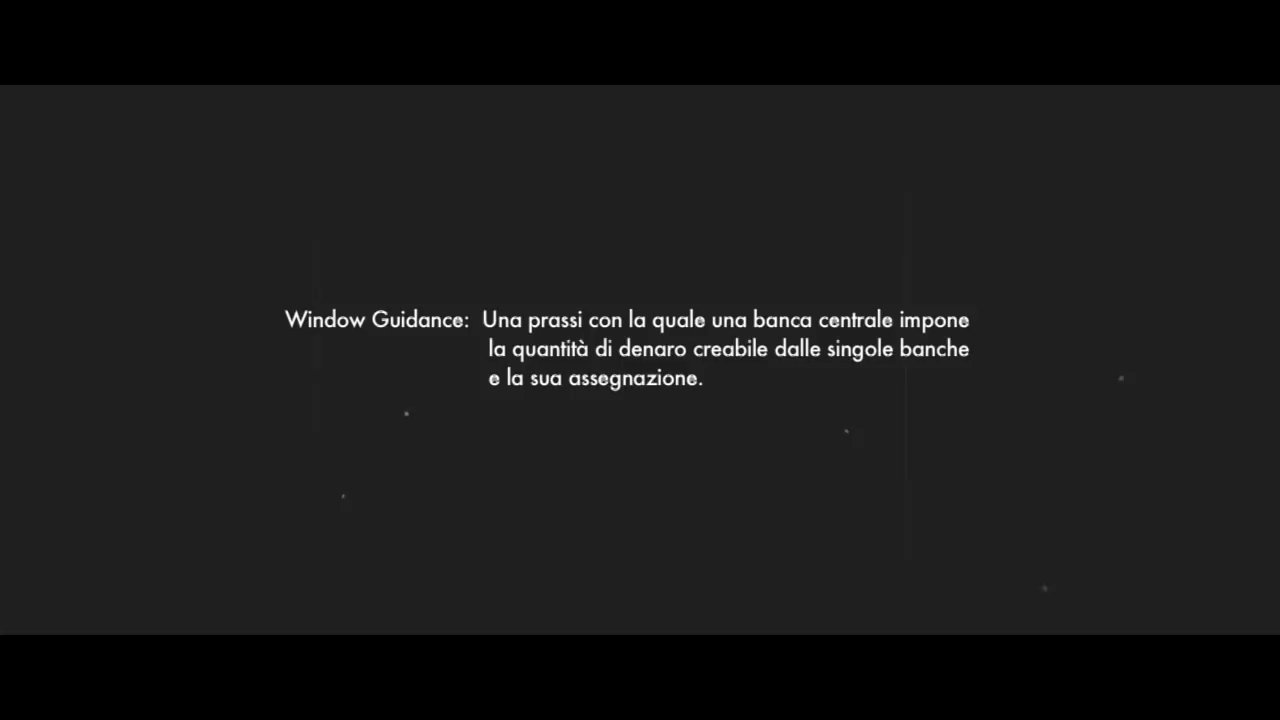 Window Guidance: Una prassi con la quale una banca centrale impone
la quantità di denaro creabile dalle singole banche
e la sua assegnazione.